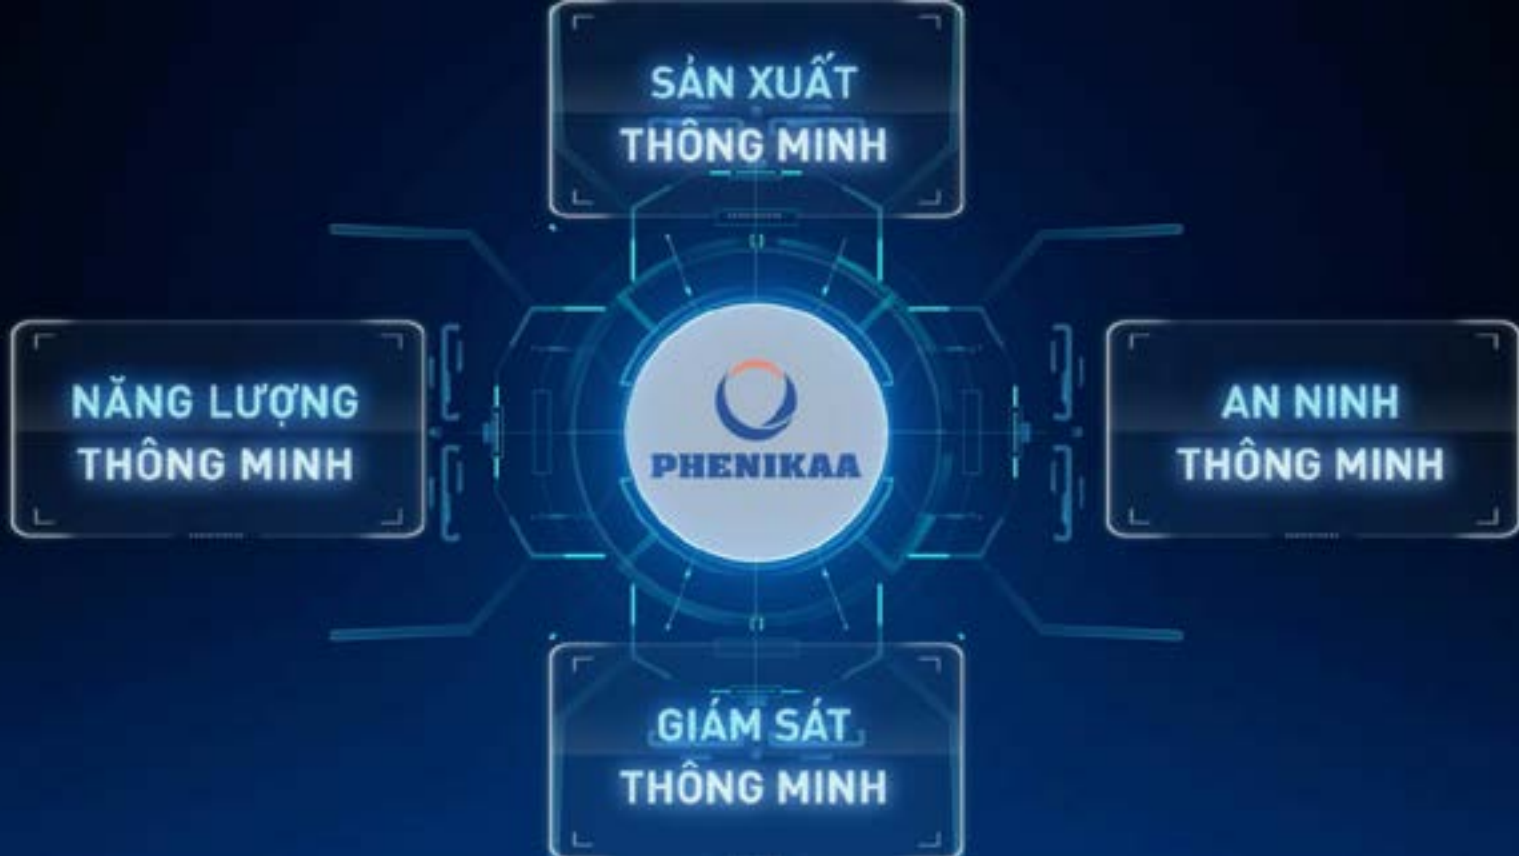 SẢN XUẤT
THÔNG MINH
NĂNG LƯỢNG
THÔNG MINH
PHENIKAA
AN NINH
THÔNG MINH
GIÁM SÁT
THÔNG MINH